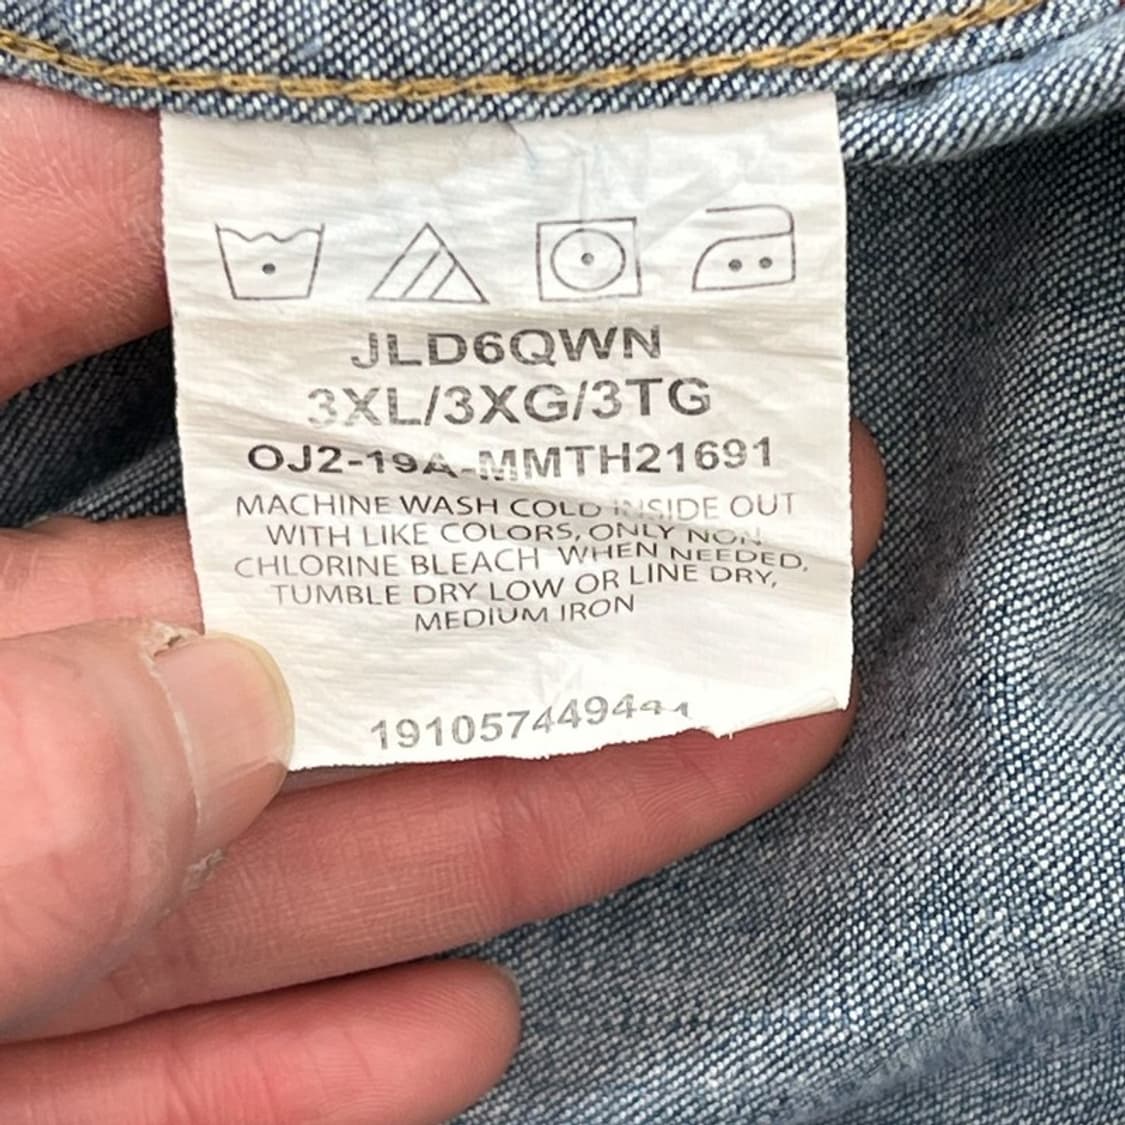 JLD6QWN
3XL/3XG/3TG
OJ2-19A-MMTH21691
MACHINE WASH COLD INSIDE OUT
WITH LIKE COLORS, ONLY NON
CHLORINE BLEACH WHEN NEEDED,
TUMBLE DRY LOW OR LINE DRY,
MEDIUM IRON